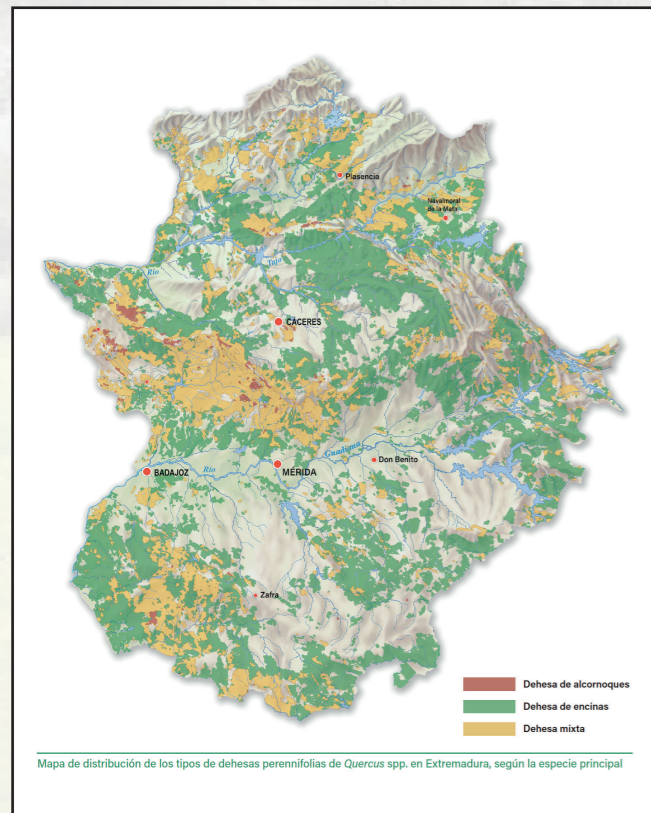 Plasencia
Navalmoral
de la Mata
Río
Tajo
CÁCERES
Guadiana
Don Benito
BADAJOZ
Río
MÉRIDA
Zafra
Dehesa de alcornoques
Dehesa de encinas
Dehesa mixta
Mapa de distribución de los tipos de dehesas perennifolias de Quercus spp. en Extremadura, según la especie principal